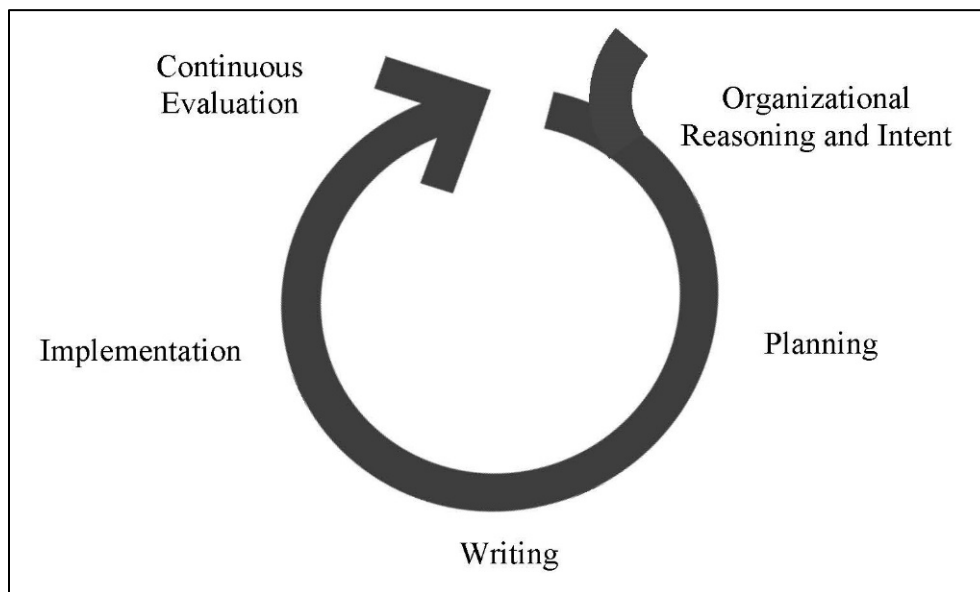 Continuous
Evaluation
Organizational
Reasoning and Intent
Implementation
Planning
Writing